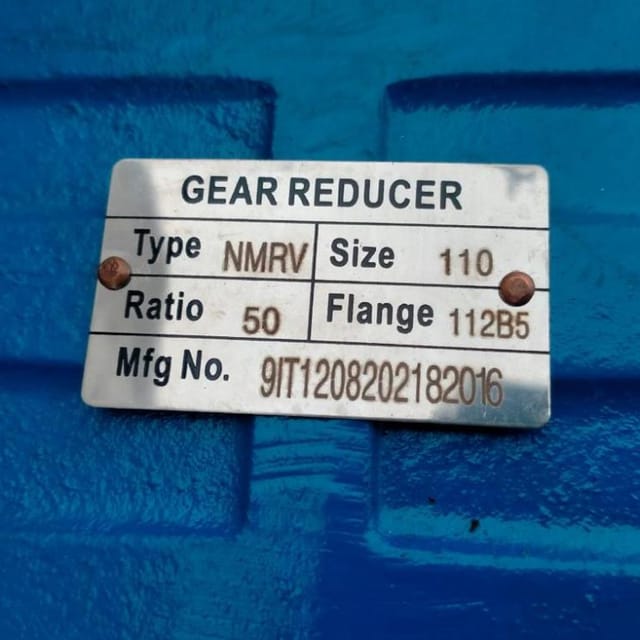 GEAR REDUCER
Type NMRV Size 110
Ratio 50 Flange 112B5
Mfg No. 9IT1208202182016